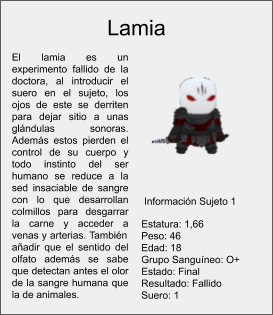 Lamia
El lamia es un
experimento fallido de la
doctora, al introducir el
suero en el sujeto, los
ojos de este se derriten
para dejar sitio a unas
glándulas sonoras.
Además estos pierden el
control de su cuerpo y
todo instinto del ser
humano se reduce a la
sed insaciable de sangre
con lo que desarrollan
colmillos para desgarrar
la carne y acceder a
venas y arterias. También
añadir que el sentido del
olfato además se sabe
que detectan antes el olor
de la sangre humana que
la de animales.
Información Sujeto 1
Estatura: 1,66
Peso: 46
Edad: 18
Grupo Sanguíneo: O+
Estado: Final
Resultado: Fallido
Suero: 1